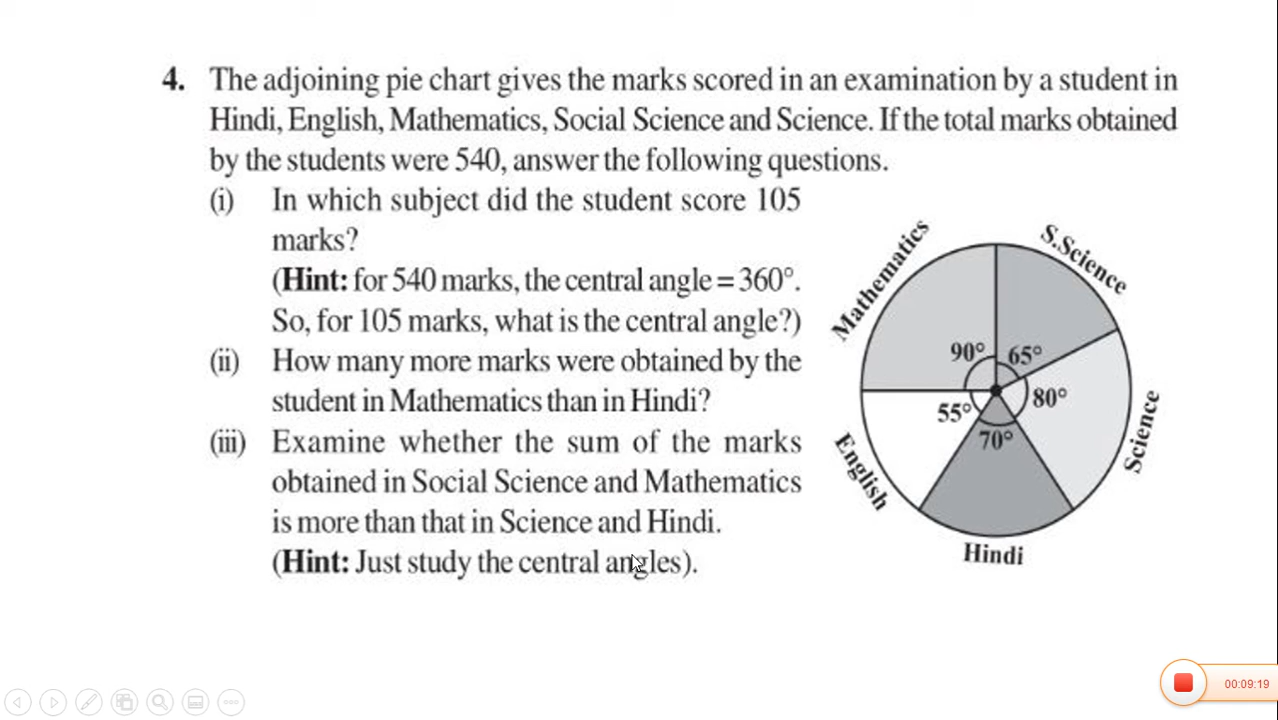 4. The adjoining pie chart gives the marks scored in an examination by a student in
Hindi, English, Mathematics, Social Science and Science. If the total marks obtained
by the students were 540, answer the following questions.
(i) In which subject did the student score 105
marks?
(Hint: for 540 marks, the central angle = 360°.
So, for 105 marks, what is the central angle?)
(ii) How many more marks were obtained by the
student in Mathematics than in Hindi?
(iii) Examine whether the sum of the marks
obtained in Social Science and Mathematics
is more than that in Science and Hindi.
(Hint: Just study the central angles).
Mathematics
S.Science
90°
65°
55°
80°
70°
English
Science
Hindi
00:09:19